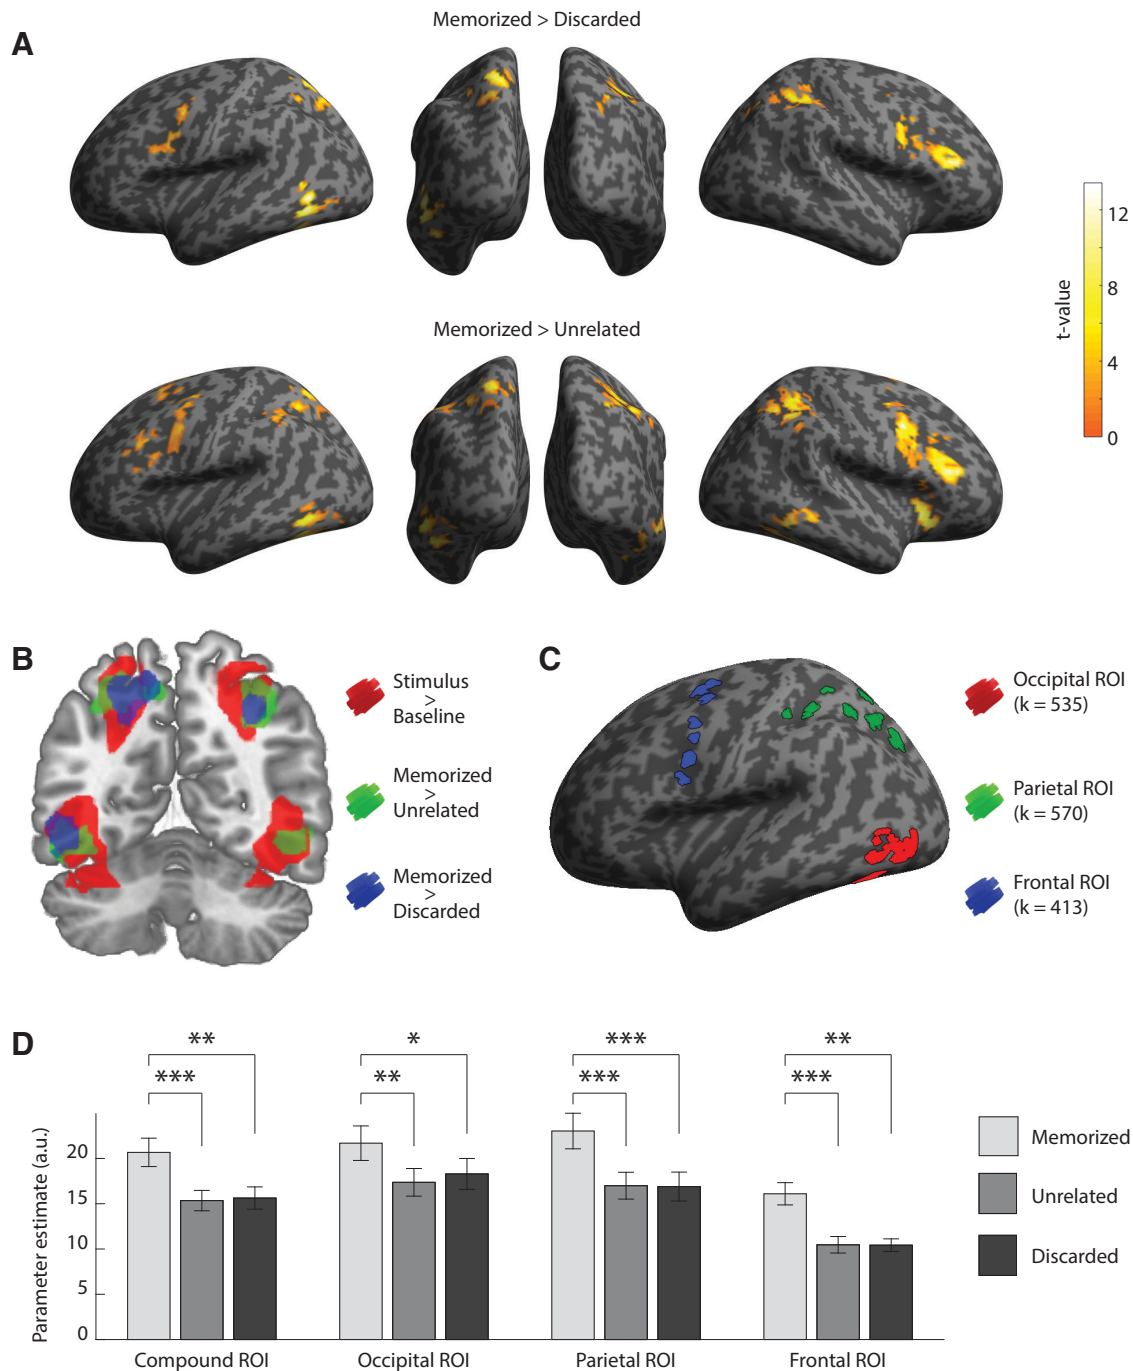 Memorized > Discarded
A
12
8
4
0
t-value
Memorized > Unrelated
B
Stimulus
>
Baseline
Memorized
>
Unrelated
Memorized
>
Discarded
C
Occipital ROI
(k = 535)
Parietal ROI
(k = 570)
Frontal ROI
(k = 413)
D
** * *** **
*** ** *** ***
Parameter estimate (a.u.)
20
15
10
5
0
Compound ROI Occipital ROI Parietal ROI Frontal ROI
Memorized
Unrelated
Discarded